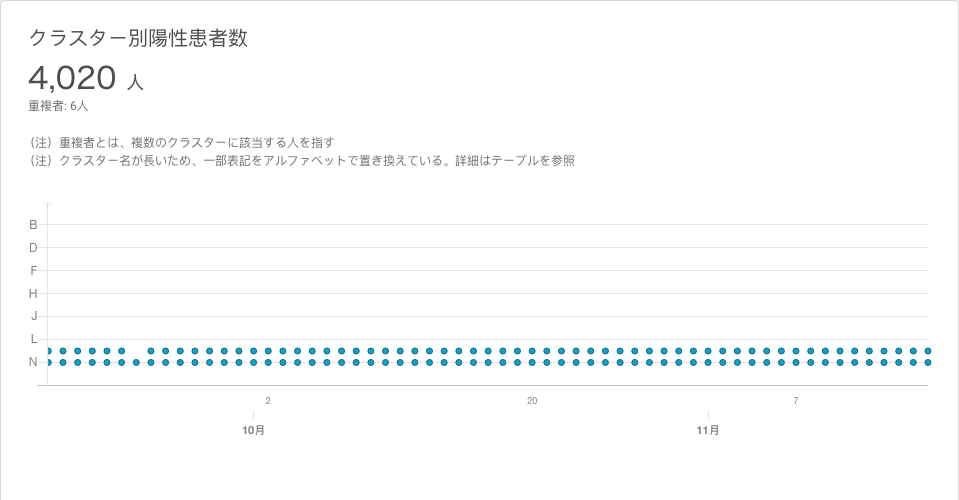 クラスター別陽性患者数
4,020 人
重複者: 6人
（注）重複者とは、複数のクラスターに該当する人を指す
（注）クラスター名が長いため、一部表記をアルファベットで置き換えている。詳細はテーブルを参照
B
D
F
H
J
L
N
2 20 7
10月 11月